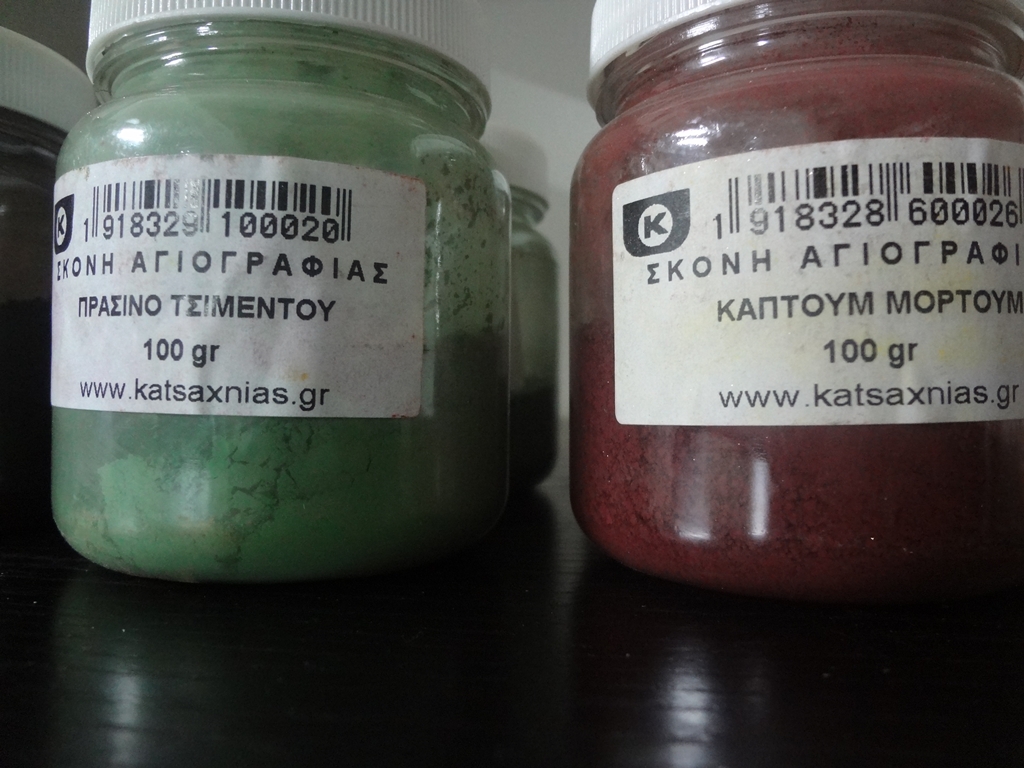 K
1 918329 100020
ΣΚΟΝΗ ΑΓΙΟΓΡΑΦΙΑΣ
ΠΡΑΣΙΝΟ ΤΣΙΜΕΝΤΟΥ
100 gr
www.katsaxnias.gr
K
1 918328 600026
ΣΚΟΝΗ ΑΓΙΟΓΡΑΦΙ
ΚΑΠΤΟΥΜ ΜΟΡΤΟΥΜ
100 gr
www.katsaxnias.gr